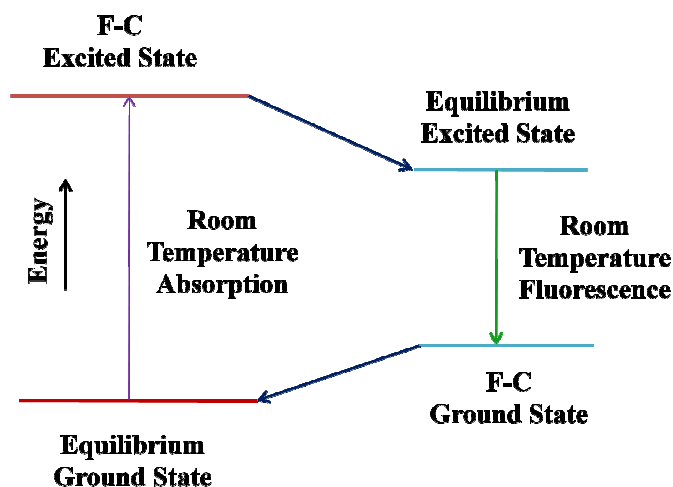 F-C
Excited State
Equilibrium
Excited State
Energy
Room
Temperature
Absorption
Room
Temperature
Fluorescence
F-C
Ground State
Equilibrium
Ground State